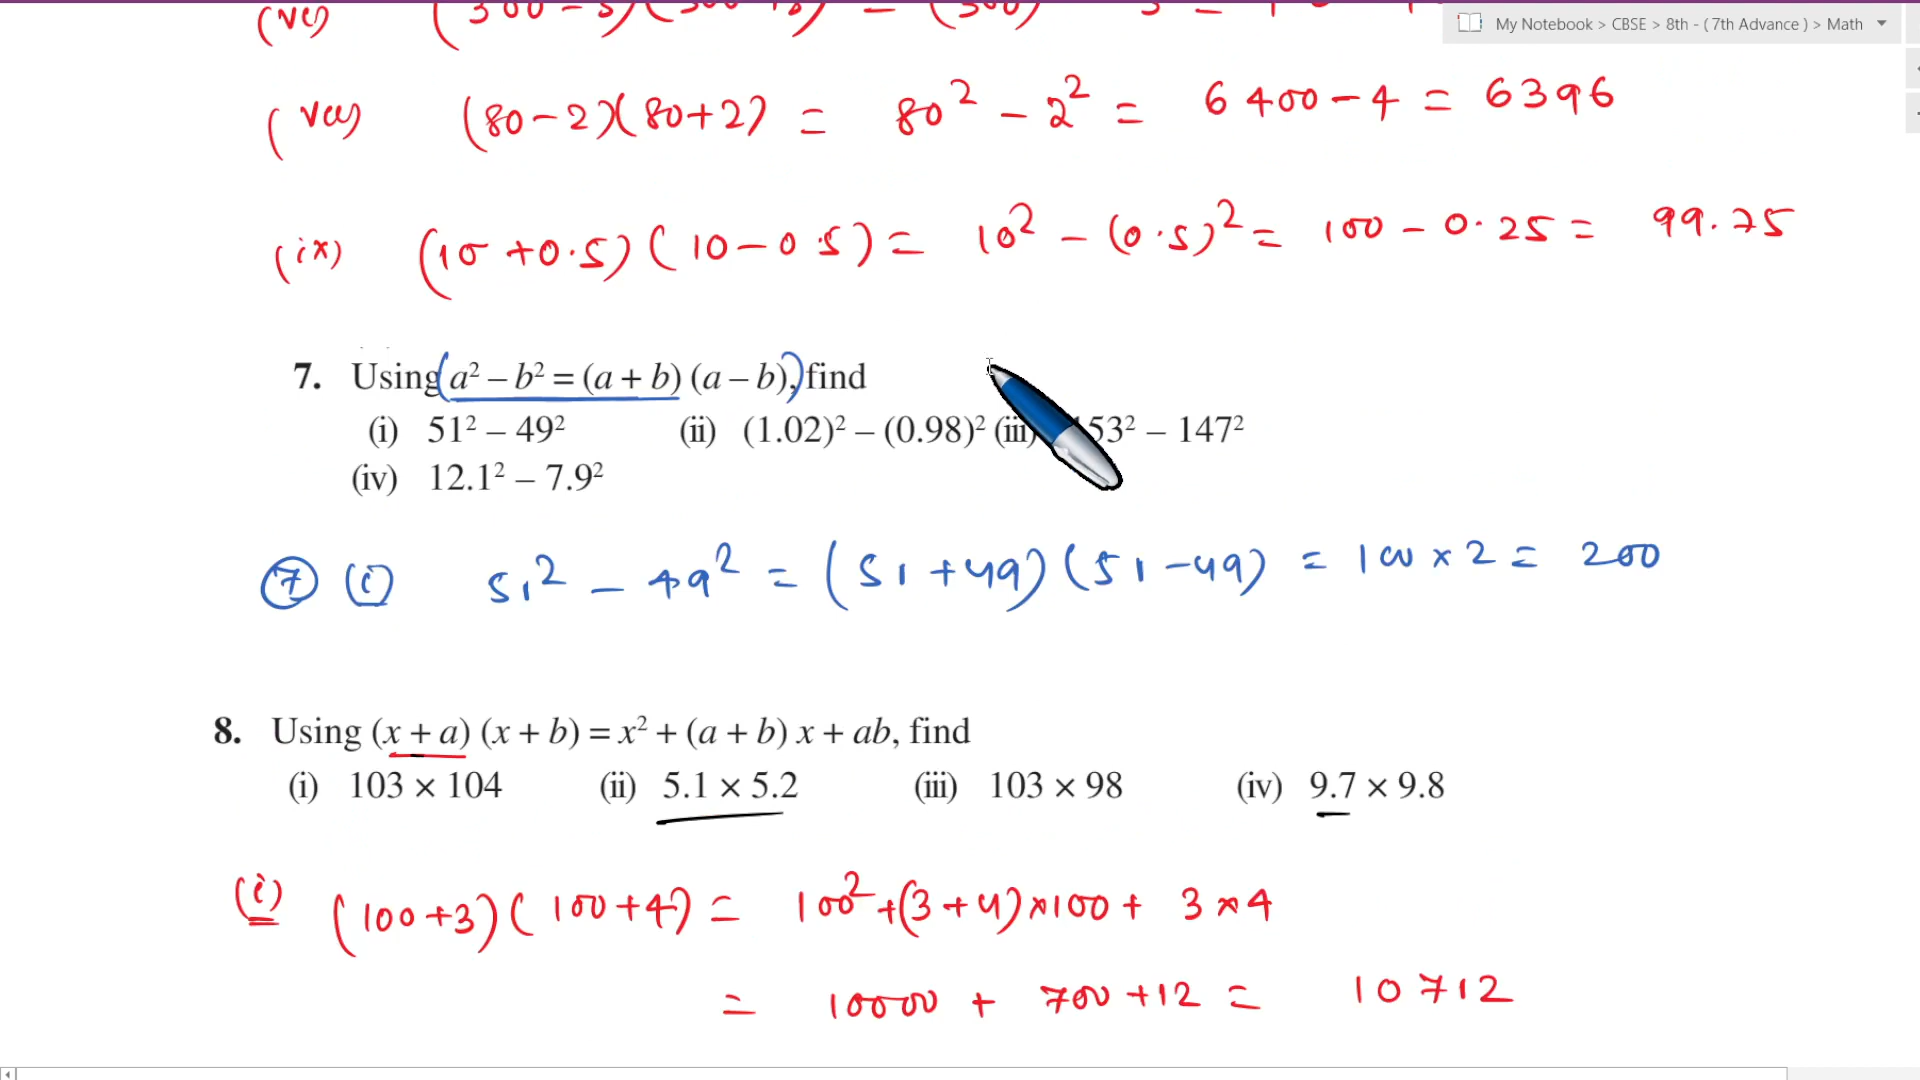 My Notebook > CBSE > 8th - ( 7th Advance ) > Math
(80-2)(80+2) = 80² - 2² = 6400-4 = 6396
(ix) (10+0.5)(10-0.5) = 10² - (0.5)² = 100 - 0.25 = 99.75
7. Using (a² – b² = (a + b) (a – b),) find
(i) 51² – 49² (ii) (1.02)² – (0.98)² (iii) 53² – 147²
(iv) 12.1² – 7.9²
7 (i) 51² - 49² = (51+49)(51-49) = 100×2 = 200
8. Using (x + a) (x + b) = x² + (a + b) x + ab, find
(i) 103 × 104 (ii) 5.1 × 5.2 (iii) 103 × 98 (iv) 9.7 × 9.8
(i) (100+3)(100+4) = 100²+(3+4)×100+ 3×4
= 10000 + 700+12 = 10712